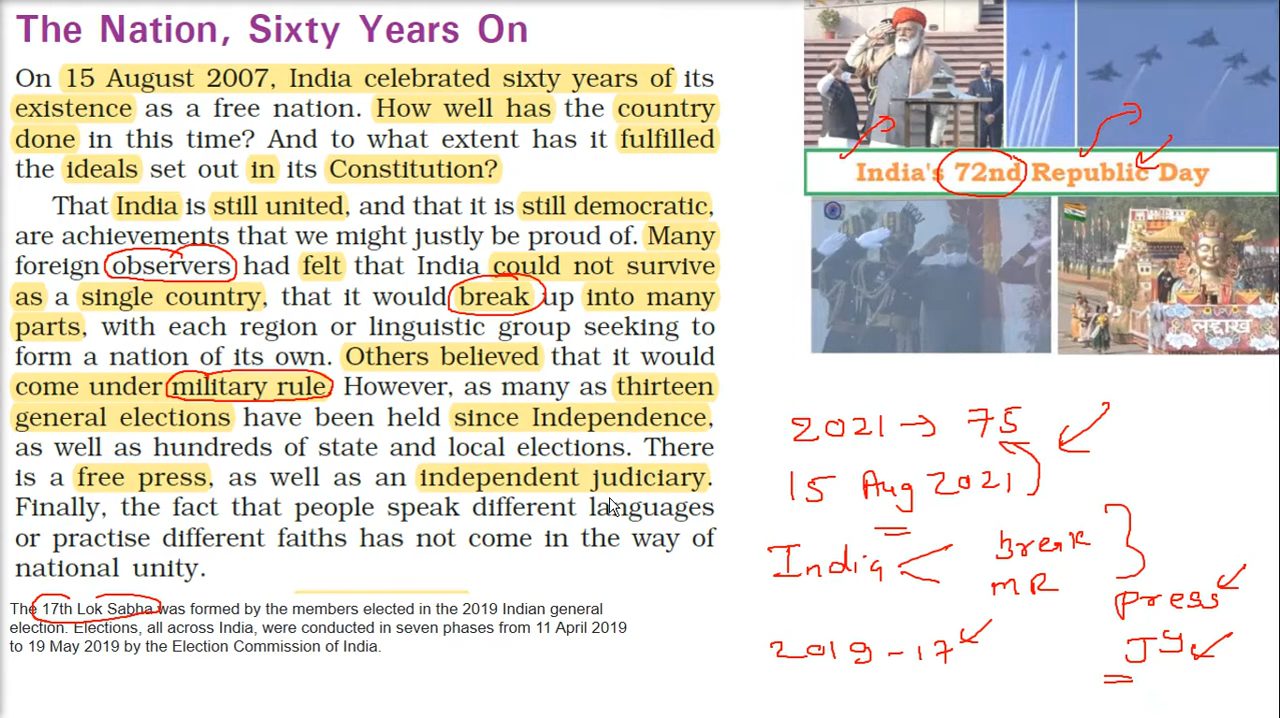 The Nation, Sixty Years On
On 15 August 2007, India celebrated sixty years of its
existence as a free nation. How well has the country
done in this time? And to what extent has it fulfilled
the ideals set out in its Constitution?
That India is still united, and that it is still democratic,
are achievements that we might justly be proud of. Many
foreign observers had felt that India could not survive
as a single country, that it would break up into many
parts, with each region or linguistic group seeking to
form a nation of its own. Others believed that it would
come under military rule. However, as many as thirteen
general elections have been held since Independence,
as well as hundreds of state and local elections. There
is a free press, as well as an independent judiciary.
Finally, the fact that people speak different languages
or practise different faiths has not come in the way of
national unity.
The 17th Lok Sabha was formed by the members elected in the 2019 Indian general
election. Elections, all across India, were conducted in seven phases from 11 April 2019
to 19 May 2019 by the Election Commission of India.
India's 72nd Republic Day
लद्दाख
2021 → 75
15 Aug 2021
India < break
MR
press
Jy
2019 - 17